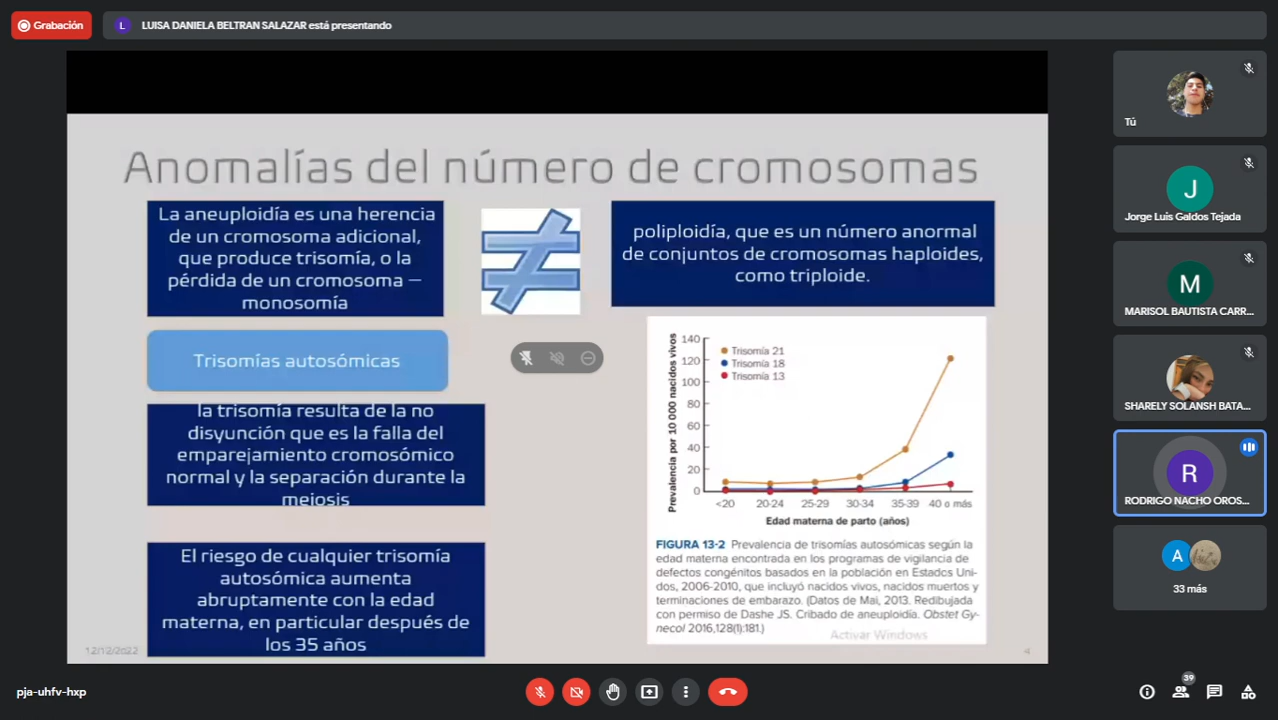 Grabación
L
LUISA DANIELA BELTRAN SALAZAR está presentando
Anomalías del número de cromosomas
La aneuploidía es una herencia
de un cromosoma adicional,
que produce trisomía, o la
pérdida de un cromosoma —
monosomía
≠
poliploidía, que es un número anormal
de conjuntos de cromosomas haploides,
como triploide.
Trisomías autosómicas
la trisomía resulta de la no
disyunción que es la falla del
emparejamiento cromosómico
normal y la separación durante la
meiosis
El riesgo de cualquier trisomía
autosómica aumenta
abruptamente con la edad
materna, en particular después de
los 35 años
Prevalencia por 10 000 nacidos vivos
140
120
100
80
60
40
20
0
Trisomía 21
Trisomía 18
Trisomía 13
<20 20-24 25-29 30-34 35-39 40 o más
Edad materna de parto (años)
FIGURA 13-2 Prevalencia de trisomías autosómicas según la
edad materna encontrada en los programas de vigilancia de
defectos congénitos basados en la población en Estados Uni-
dos, 2006-2010, que incluyó nacidos vivos, nacidos muertos y
terminaciones de embarazo. (Datos de Mai, 2013. Redibujada
con permiso de Dashe JS. Cribado de aneuploidía. Obstet Gy-
necol 2016,128(1):181.)
Activar Windows
12/12/2022
4
Tú
J
Jorge Luis Galdos Tejada
M
MARISOL BAUTISTA CARR...
SHARELY SOLANSH BATA...
R
RODRIGO NACHO OROS...
A
33 más
pja-uhfv-hxp
39